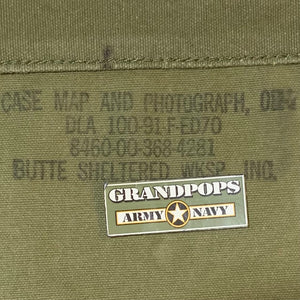 CASE MAP AND PHOTOGRAPH,
DLA 100-91-F-ED70
8460-00-368-4281
BUTTE SHELTERED WKSP. INC.
GRANDPOPS
ARMY NAVY